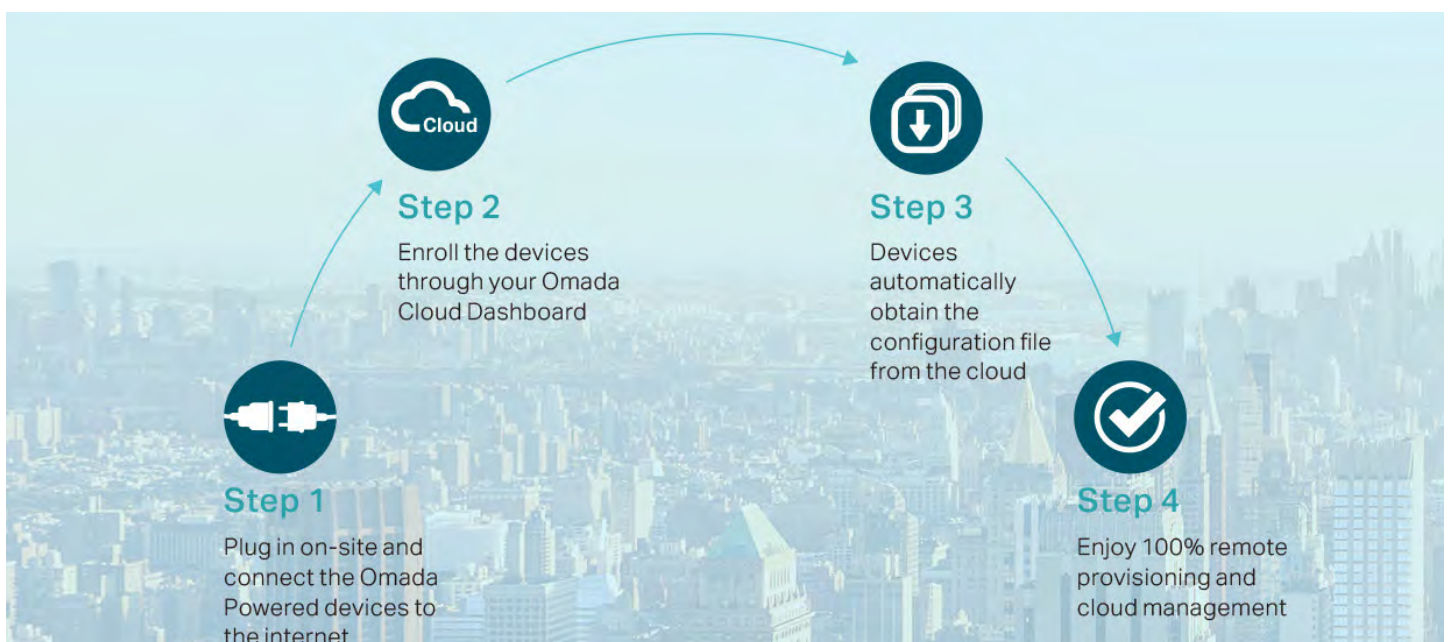 Cloud
Step 2
Enroll the devices
through your Omada
Cloud Dashboard
Step 3
Devices
automatically
obtain the
configuration file
from the cloud
Step 1
Plug in on-site and
connect the Omada
Powered devices to
the internet
Step 4
Enjoy 100% remote
provisioning and
cloud management